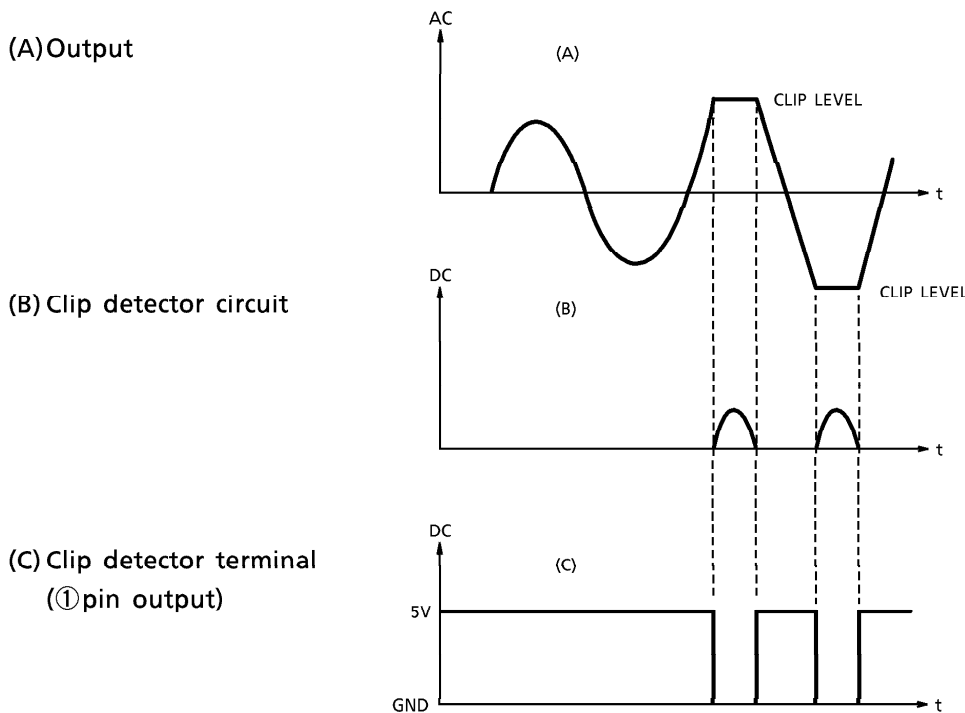 AC
(A) Output
(A)
CLIP LEVEL
t
DC
(B) Clip detector circuit
(B)
CLIP LEVEL
t
DC
(C) Clip detector terminal
(C)
(①pin output)
5V
GND
t